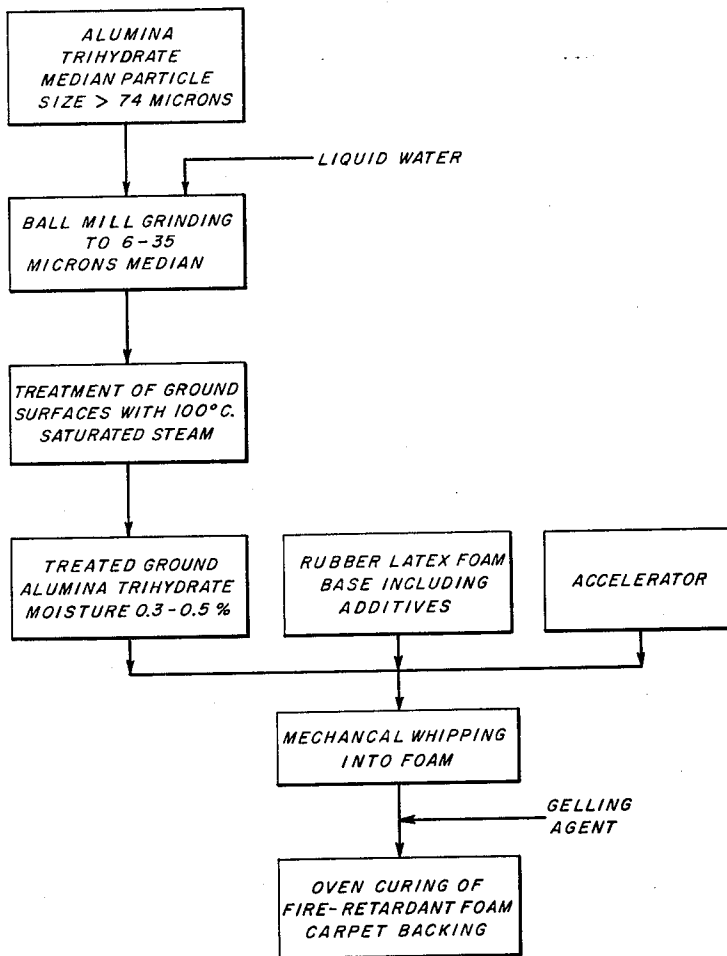 ALUMINA
TRIHYDRATE
MEDIAN PARTICLE
SIZE > 74 MICRONS
LIQUID WATER
BALL MILL GRINDING
TO 6-35
MICRONS MEDIAN
TREATMENT OF GROUND
SURFACES WITH 100°C.
SATURATED STEAM
TREATED GROUND
ALUMINA TRIHYDRATE
MOISTURE 0.3-0.5 %
RUBBER LATEX FOAM
BASE INCLUDING
ADDITIVES
ACCELERATOR
MECHANCAL WHIPPING
INTO FOAM
GELLING
AGENT
OVEN CURING OF
FIRE-RETARDANT FOAM
CARPET BACKING